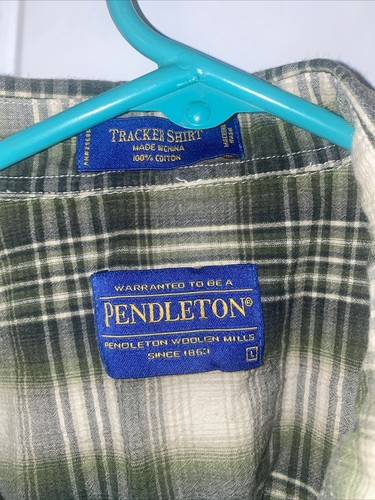 TRACKER SHIRT
MADE IN CHINA
100% COTTON
WARRANTED TO BE A
PENDLETON®
PENDLETON WOOLEN MILLS
SINCE 1863
L